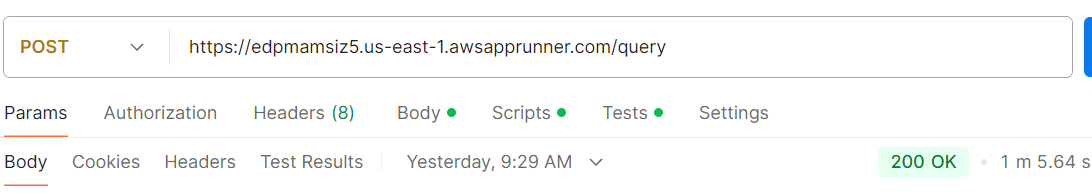 POST https://edpmamsiz5.us-east-1.awsapprunner.com/query
Params Authorization Headers (8) Body Scripts Tests Settings
Body Cookies Headers Test Results Yesterday, 9:29 AM 200 OK 1 m 5.64 s